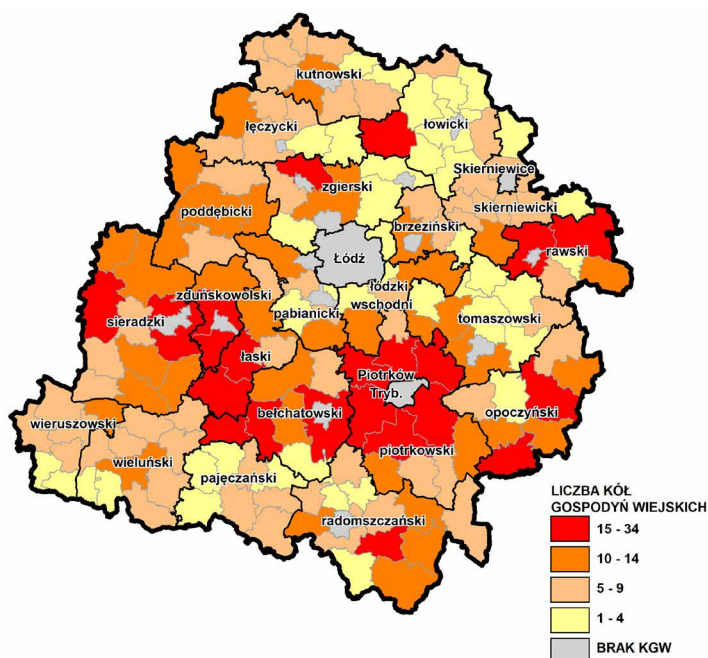 kutnowski
łęczycki
łowicki
zgierski
Skierniewice
skierniewicki
poddębicki
brzeziński
rawski
Łódź
łódzki
wschodni
zduńskowolski
pabianicki
sieradzki
tomaszowski
łaski
Piotrków
Tryb.
bełchatowski
opoczyński
wieruszowski
piotrkowski
wieluński
pajęczański
radomszczański
LICZBA KÓŁ
GOSPODYŃ WIEJSKICH
15 - 34
10 - 14
5 - 9
1 - 4
BRAK KGW